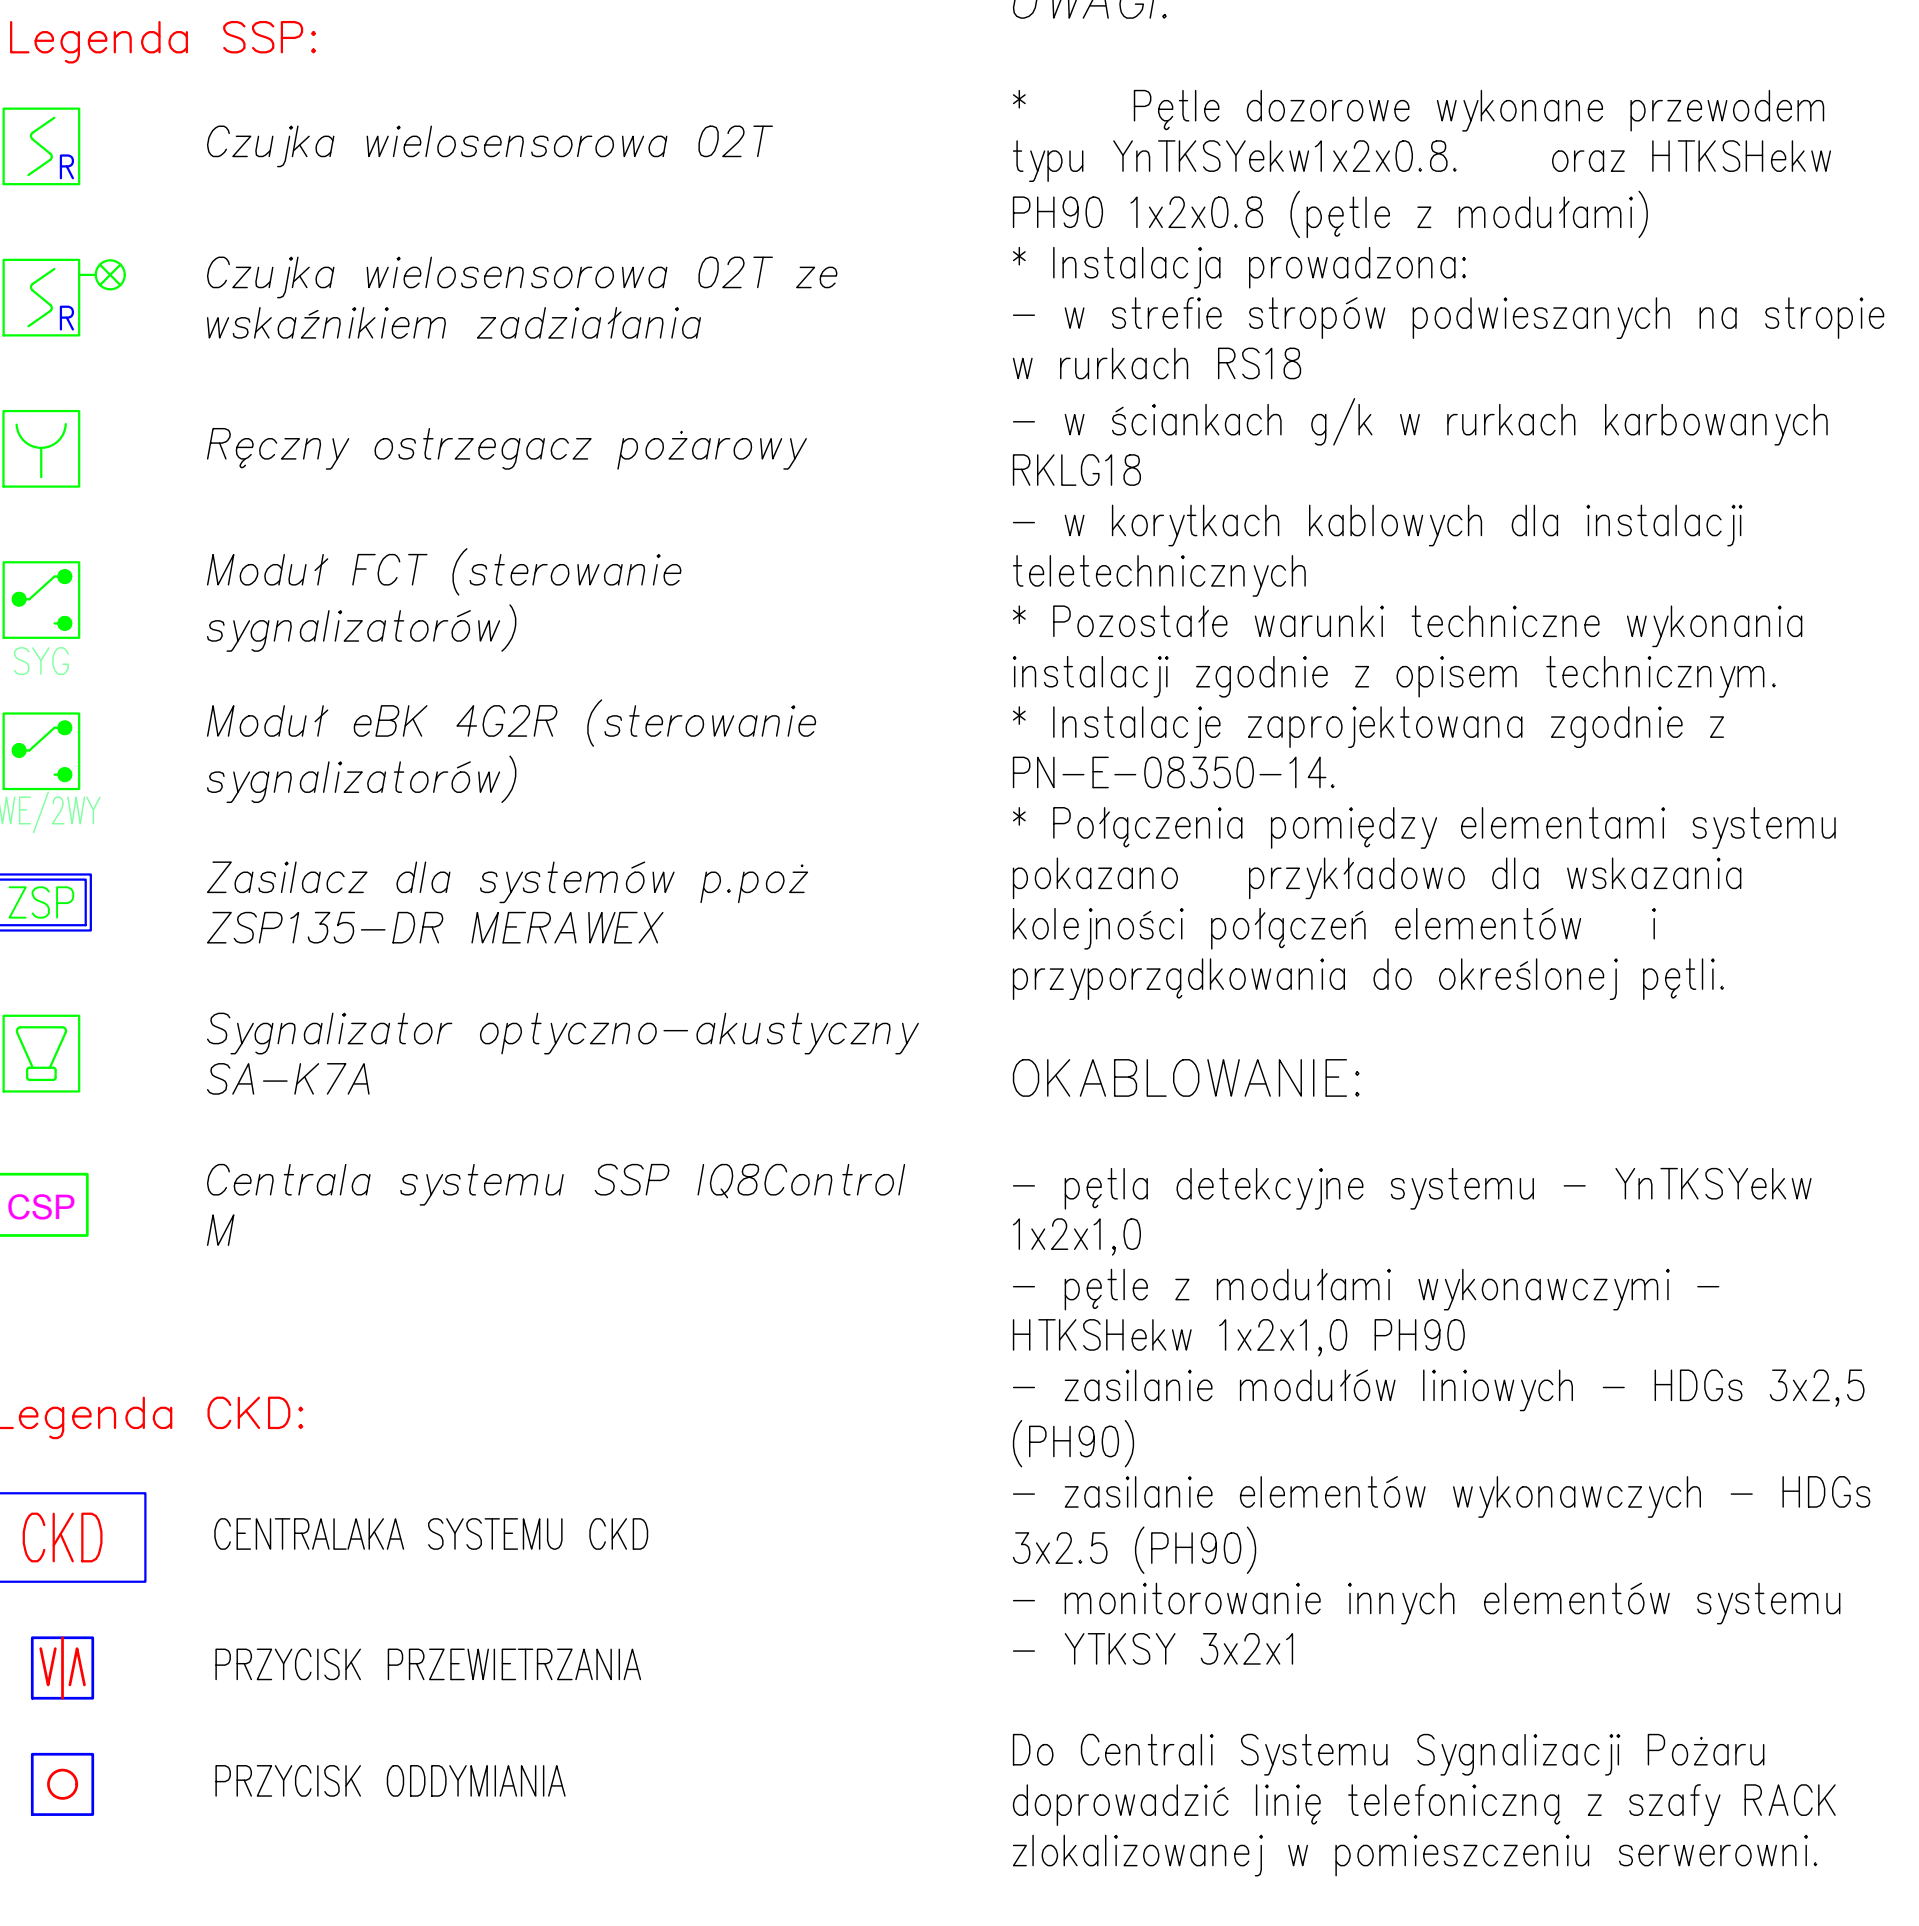 Legenda SSP:
R
Czujka wielosensorowa O2T
R
Czujka wielosensorowa O2T ze
wskaźnikiem zadziałania
Ręczny ostrzegacz pożarowy
SYG
Moduł FCT (sterowanie
sygnalizatorów)
WE/2WY
Moduł eBK 4G2R (sterowanie
sygnalizatorów)
ZSP
Zasilacz dla systemów p.poż
ZSP135-DR MERAWEX
Sygnalizator optyczno-akustyczny
SA-K7A
CSP
Centrala systemu SSP IQ8Control
M
Legenda CKD:
CKD
CENTRALAKA SYSTEMU CKD
PRZYCISK PRZEWIETRZANIA
PRZYCISK ODDYMIANIA
UWAGI:
* Pętle dozorowe wykonane przewodem
typu YnTKSYekw1x2x0.8. oraz HTKSHekw
PH90 1x2x0.8 (pętle z modułami)
* Instalacja prowadzona:
- w strefie stropów podwieszanych na stropie
w rurkach RS18
- w ściankach g/k w rurkach karbowanych
RKLG18
- w korytkach kablowych dla instalacji
teletechnicznych
* Pozostałe warunki techniczne wykonania
instalacji zgodnie z opisem technicznym.
* Instalacje zaprojektowana zgodnie z
PN-E-08350-14.
* Połączenia pomiędzy elementami systemu
pokazano przykładowo dla wskazania
kolejności połączeń elementów i
przyporządkowania do określonej pętli.
OKABLOWANIE:
- pętla detekcyjne systemu - YnTKSYekw
1x2x1,0
- pętle z modułami wykonawczymi -
HTKSHekw 1x2x1,0 PH90
- zasilanie modułów liniowych - HDGs 3x2,5
(PH90)
- zasilanie elementów wykonawczych - HDGs
3x2.5 (PH90)
- monitorowanie innych elementów systemu
- YTKSY 3x2x1
Do Centrali Systemu Sygnalizacji Pożaru
doprowadzić linię telefoniczną z szafy RACK
zlokalizowanej w pomieszczeniu serwerowni.